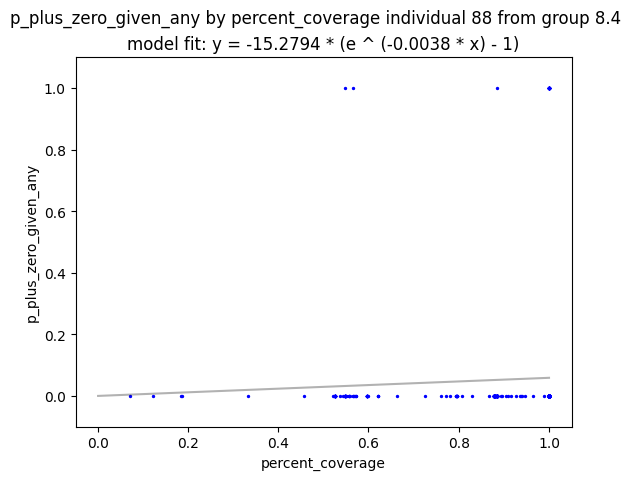 p_plus_zero_given_any by percent_coverage individual 88 from group 8.4
model fit: y = -15.2794 * (e ^ (-0.0038 * x) - 1)
1.0
0.8
0.6
0.4
0.2
0.0
p_plus_zero_given_any
0.0 0.2 0.4 0.6 0.8 1.0
percent_coverage